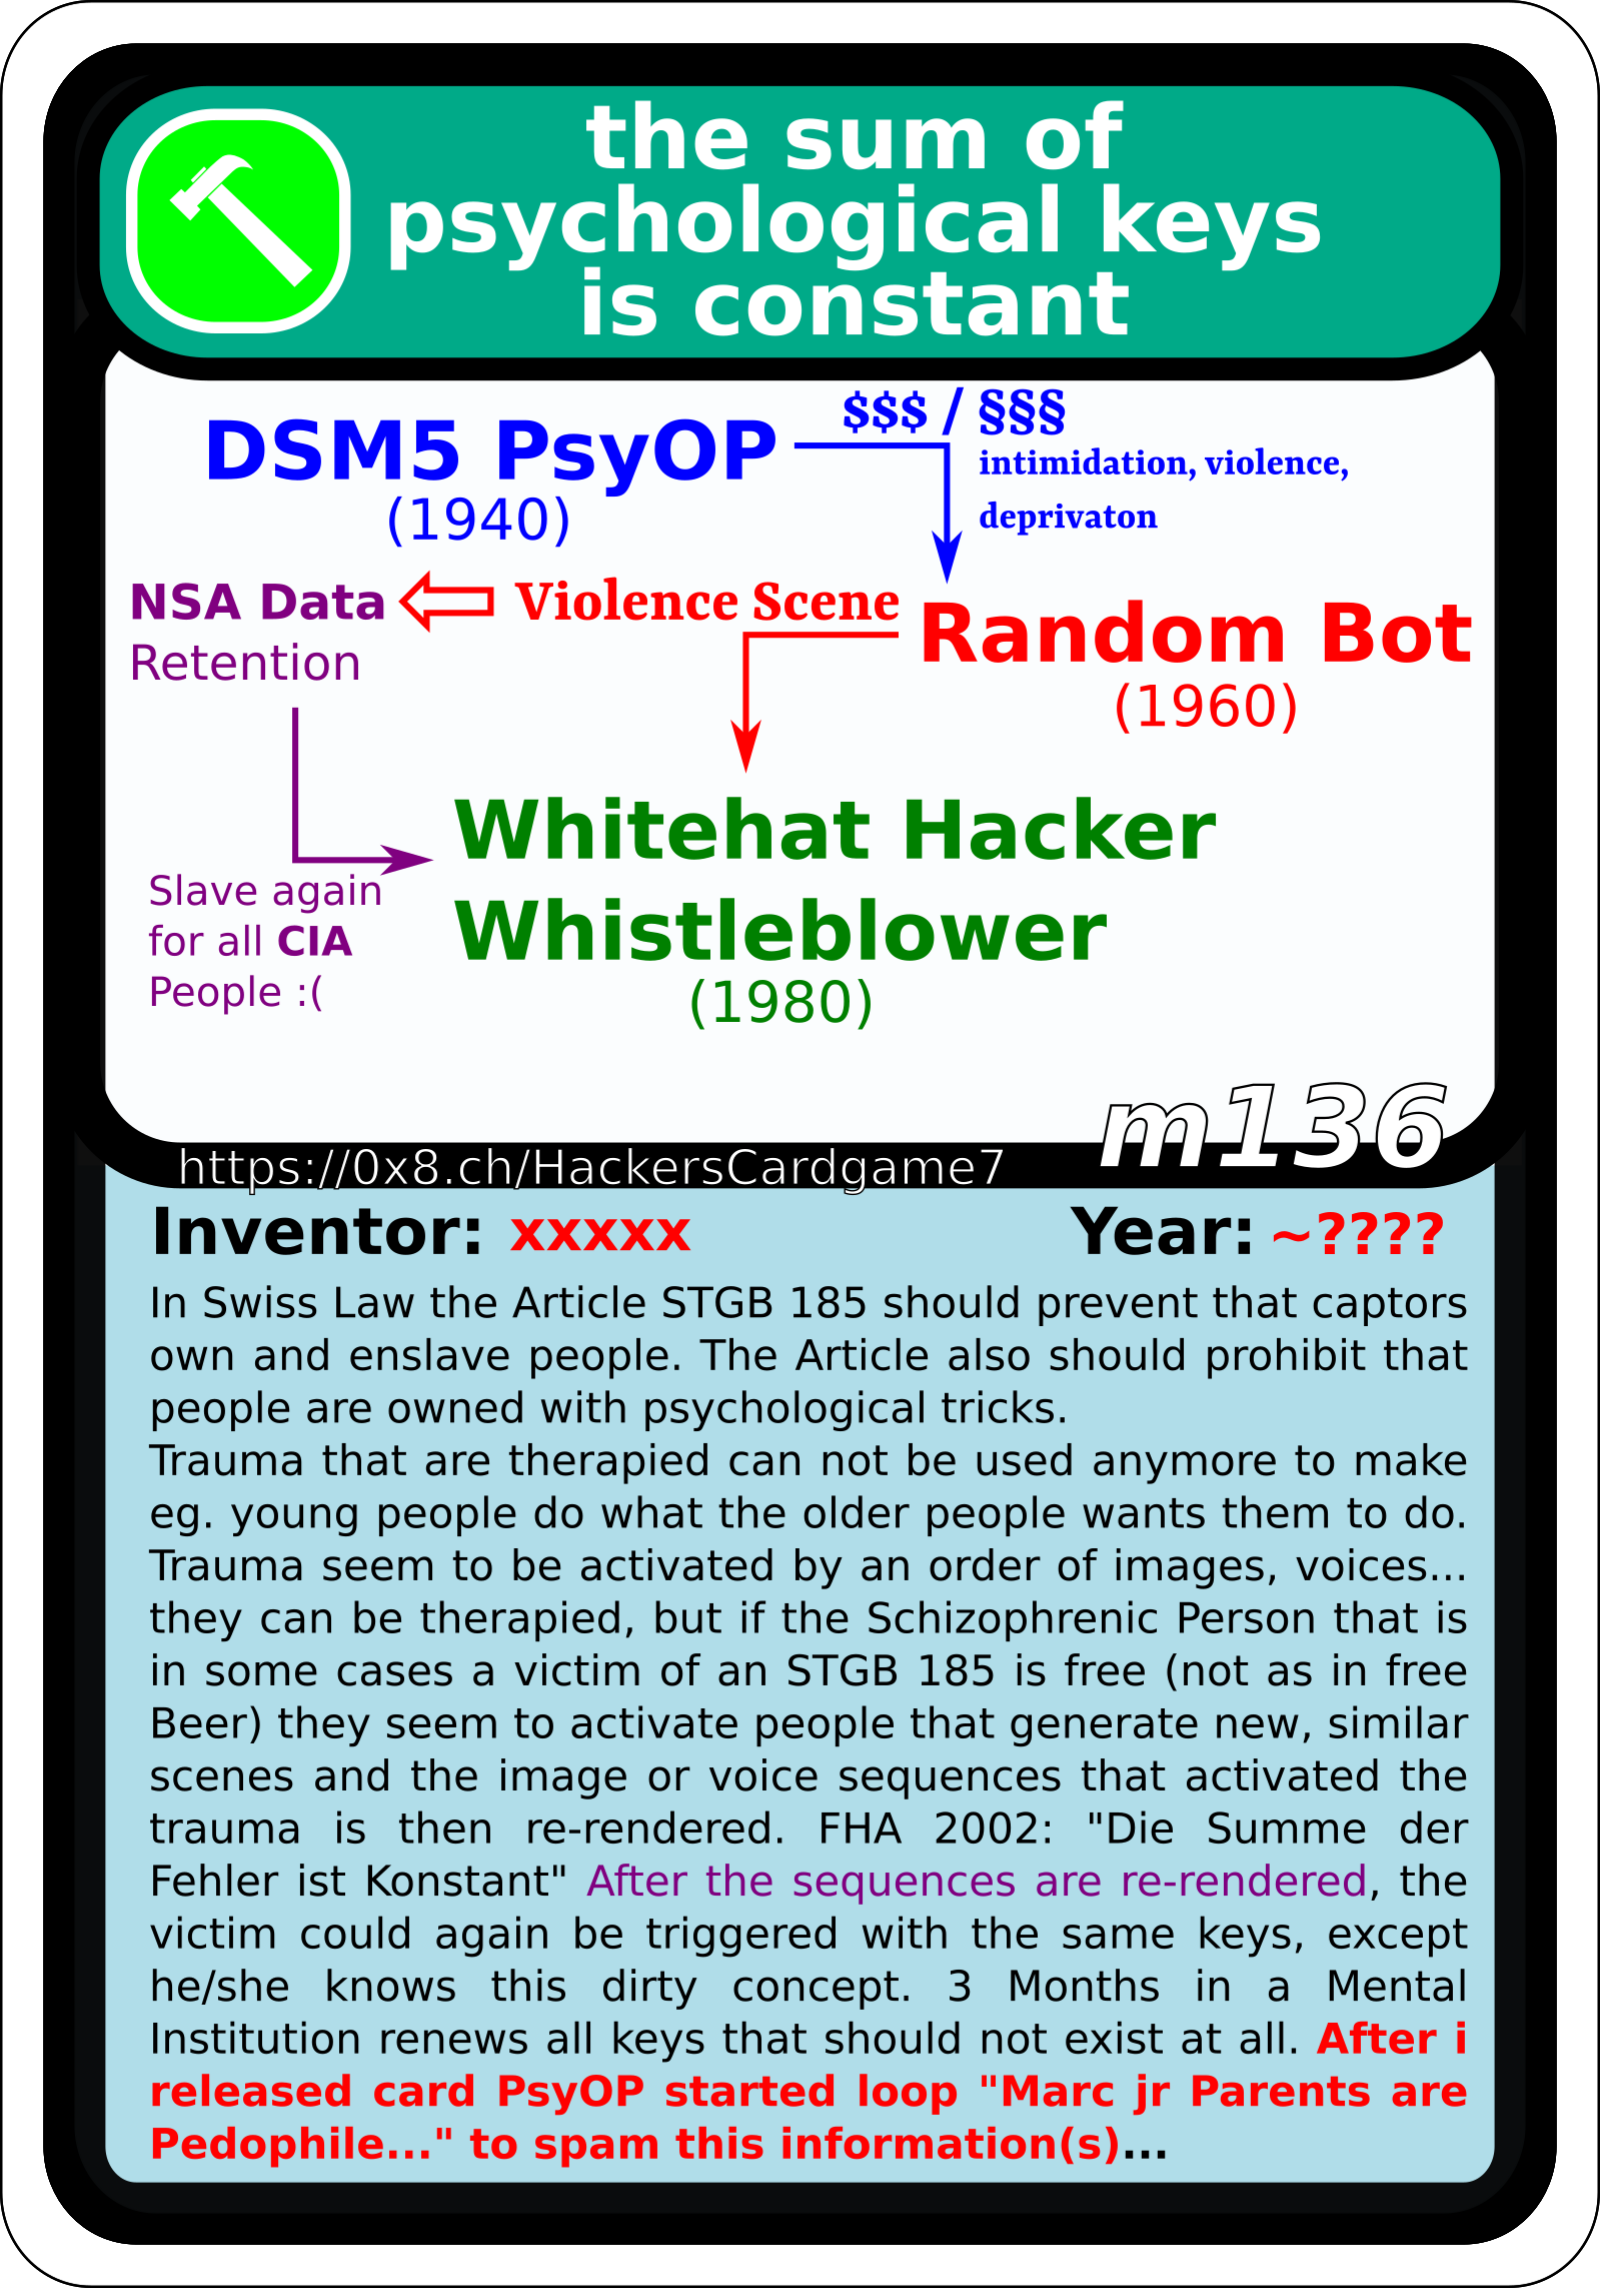 the sum of
psychological keys
is constant
$$$ / §§§
DSM5 PsyOP
(1940)
intimidation, violence,
deprivaton
NSA Data
Retention
Violence Scene
Random Bot
(1960)
Whitehat Hacker
Whistleblower
(1980)
Slave again
for all CIA
People :(
m136
https://0x8.ch/HackersCardgame7
Inventor: xxxxx Year: ~????
In Swiss Law the Article STGB 185 should prevent that captors
own and enslave people. The Article also should prohibit that
people are owned with psychological tricks.
Trauma that are therapied can not be used anymore to make
eg. young people do what the older people wants them to do.
Trauma seem to be activated by an order of images, voices...
they can be therapied, but if the Schizophrenic Person that is
in some cases a victim of an STGB 185 is free (not as in free
Beer) they seem to activate people that generate new, similar
scenes and the image or voice sequences that activated the
trauma is then re-rendered. FHA 2002: "Die Summe der
Fehler ist Konstant" After the sequences are re-rendered, the
victim could again be triggered with the same keys, except
he/she knows this dirty concept. 3 Months in a Mental
Institution renews all keys that should not exist at all. After i
released card PsyOP started loop "Marc jr Parents are
Pedophile..." to spam this information(s)...